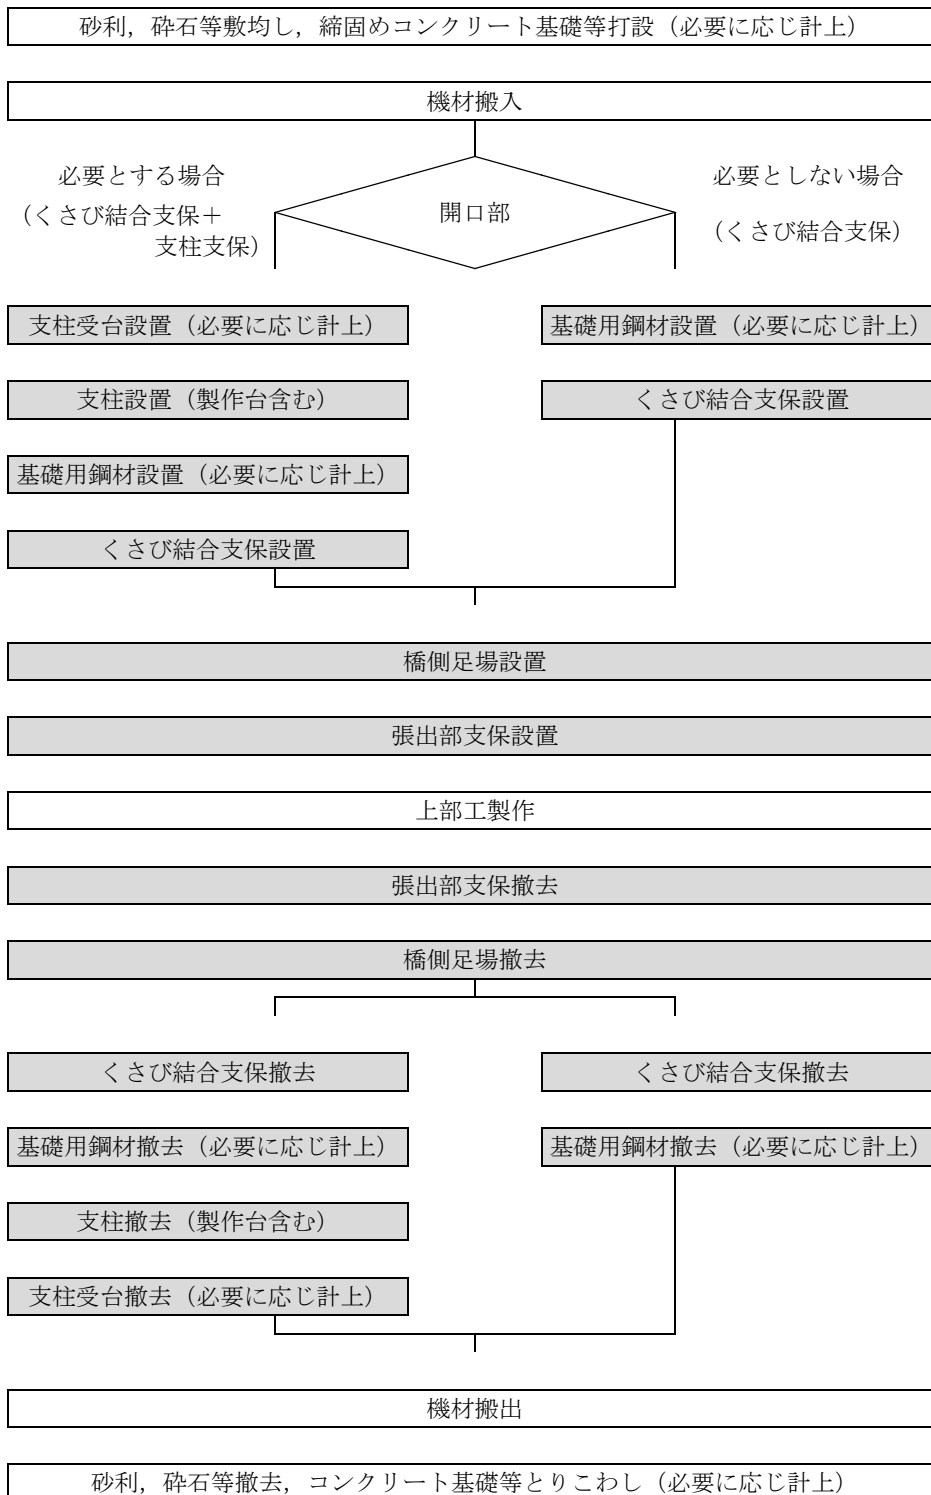 砂利，砕石等敷均し，締固めコンクリート基礎等打設（必要に応じ計上）
機材搬入
必要とする場合
（くさび結合支保＋
支柱支保）
開口部
必要としない場合
（くさび結合支保）
支柱受台設置（必要に応じ計上）
基礎用鋼材設置（必要に応じ計上）
支柱設置（製作台含む）
くさび結合支保設置
基礎用鋼材設置（必要に応じ計上）
くさび結合支保設置
橋側足場設置
張出部支保設置
上部工製作
張出部支保撤去
橋側足場撤去
くさび結合支保撤去
くさび結合支保撤去
基礎用鋼材撤去（必要に応じ計上）
基礎用鋼材撤去（必要に応じ計上）
支柱撤去（製作台含む）
支柱受台撤去（必要に応じ計上）
機材搬出
砂利，砕石等撤去，コンクリート基礎等とりこわし（必要に応じ計上）